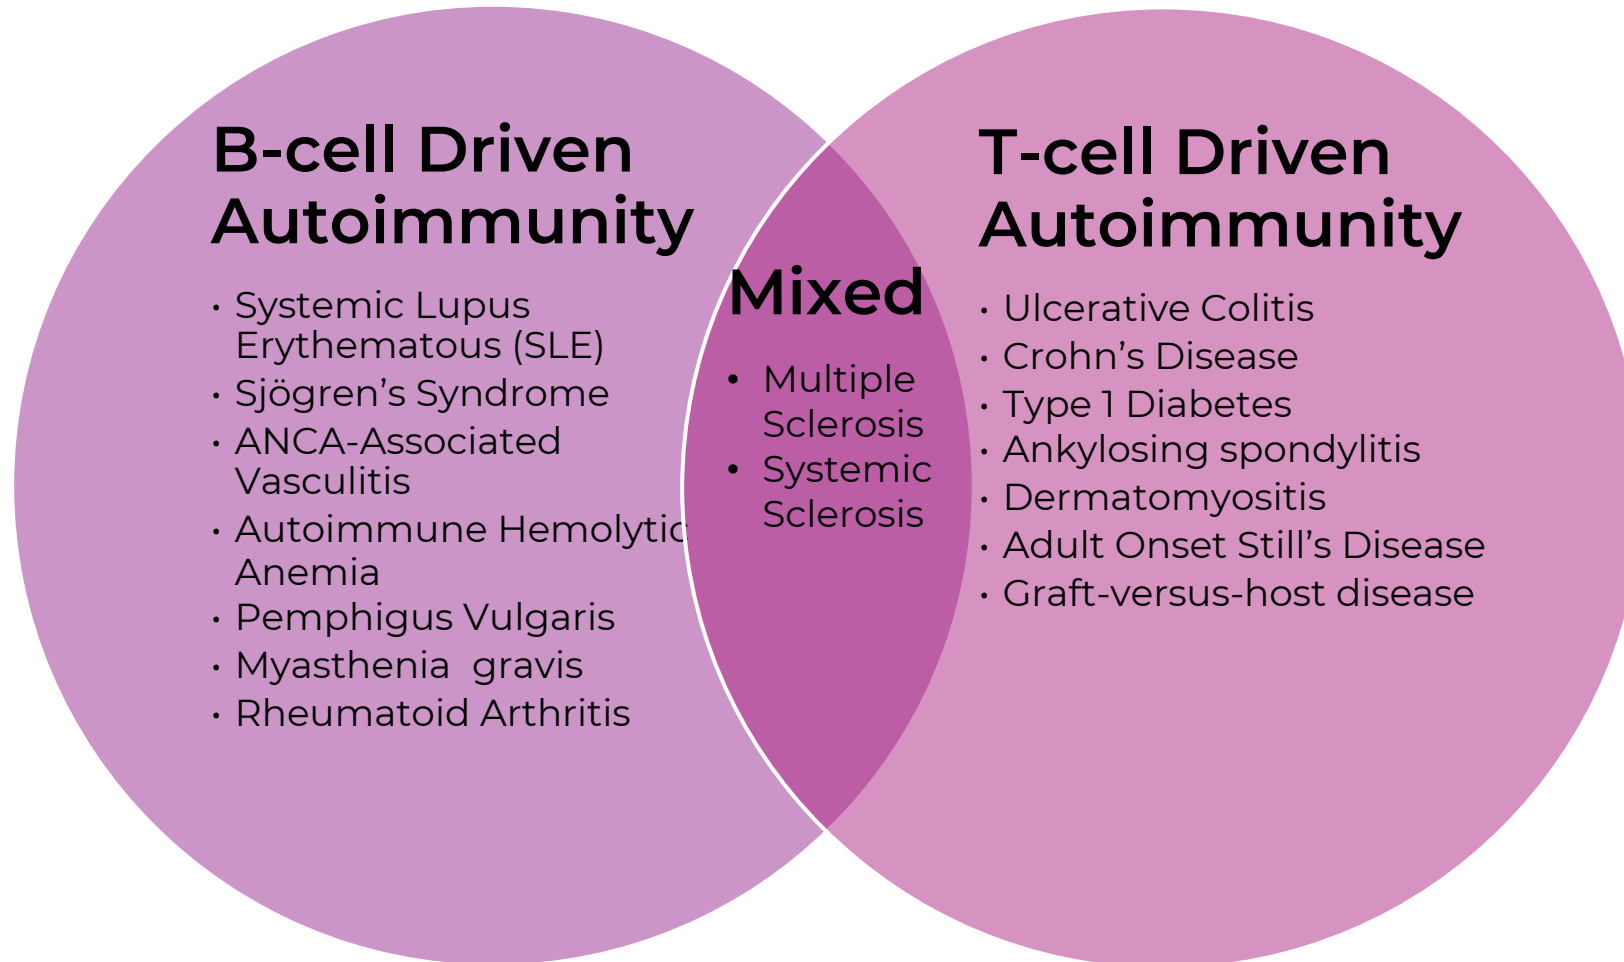 B-cell Driven
Autoimmunity
• Systemic Lupus
Erythematous (SLE)
• Sjögren’s Syndrome
• ANCA-Associated
Vasculitis
• Autoimmune Hemolytic
Anemia
• Pemphigus Vulgaris
• Myasthenia  gravis
• Rheumatoid Arthritis
Mixed
• Multiple
Sclerosis
• Systemic
Sclerosis
T-cell Driven
Autoimmunity
• Ulcerative Colitis
• Crohn’s Disease
• Type 1 Diabetes
• Ankylosing spondylitis
• Dermatomyositis
• Adult Onset Still’s Disease
• Graft-versus-host disease